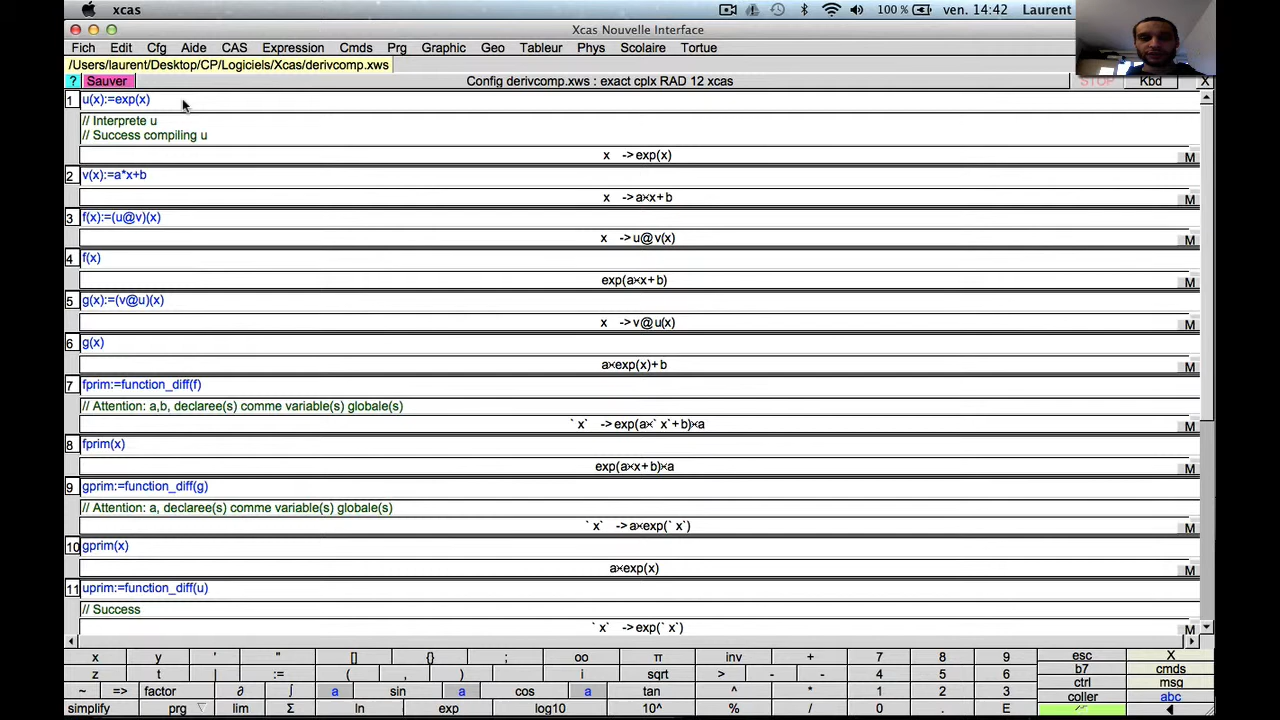 xcas 100 % ven. 14:42 Laurent
Xcas Nouvelle Interface
Fich Edit Cfg Aide CAS Expression Cmds Prg Graphic Geo Tableur Phys Scolaire Tortue
/Users/laurent/Desktop/CP/Logiciels/Xcas/derivcomp.xws
? Sauver Config derivcomp.xws : exact cplx RAD 12 xcas STOP Kbd X
1 u(x):=exp(x)
// Interprete u
// Success compiling u
x ->exp(x) M
2 v(x):=a*x+b
x ->a×x+b M
3 f(x):=(u@v)(x)
x ->u@v(x) M
4 f(x)
exp(a×x+b) M
5 g(x):=(v@u)(x)
x ->v@u(x) M
6 g(x)
a×exp(x)+b M
7 fprim:=function_diff(f)
// Attention: a,b, declaree(s) comme variable(s) globale(s)
` x` ->exp(a×` x`+b)×a M
8 fprim(x)
exp(a×x+b)×a M
9 gprim:=function_diff(g)
// Attention: a, declaree(s) comme variable(s) globale(s)
` x` ->a×exp(` x`) M
10 gprim(x)
a×exp(x) M
11 uprim:=function_diff(u)
// Success
` x` ->exp(` x`) M
x y ' " [] {} ; oo π inv + 7 8 9 esc X
z t | := ( , ) i sqrt > - - 4 5 6 b7 cmds
ctrl msg
~ => factor ∂ ∫ a sin a cos a tan ^ * 1 2 3 coller abc
simplify prg lim Σ ln exp log10 10^ % / 0 . E